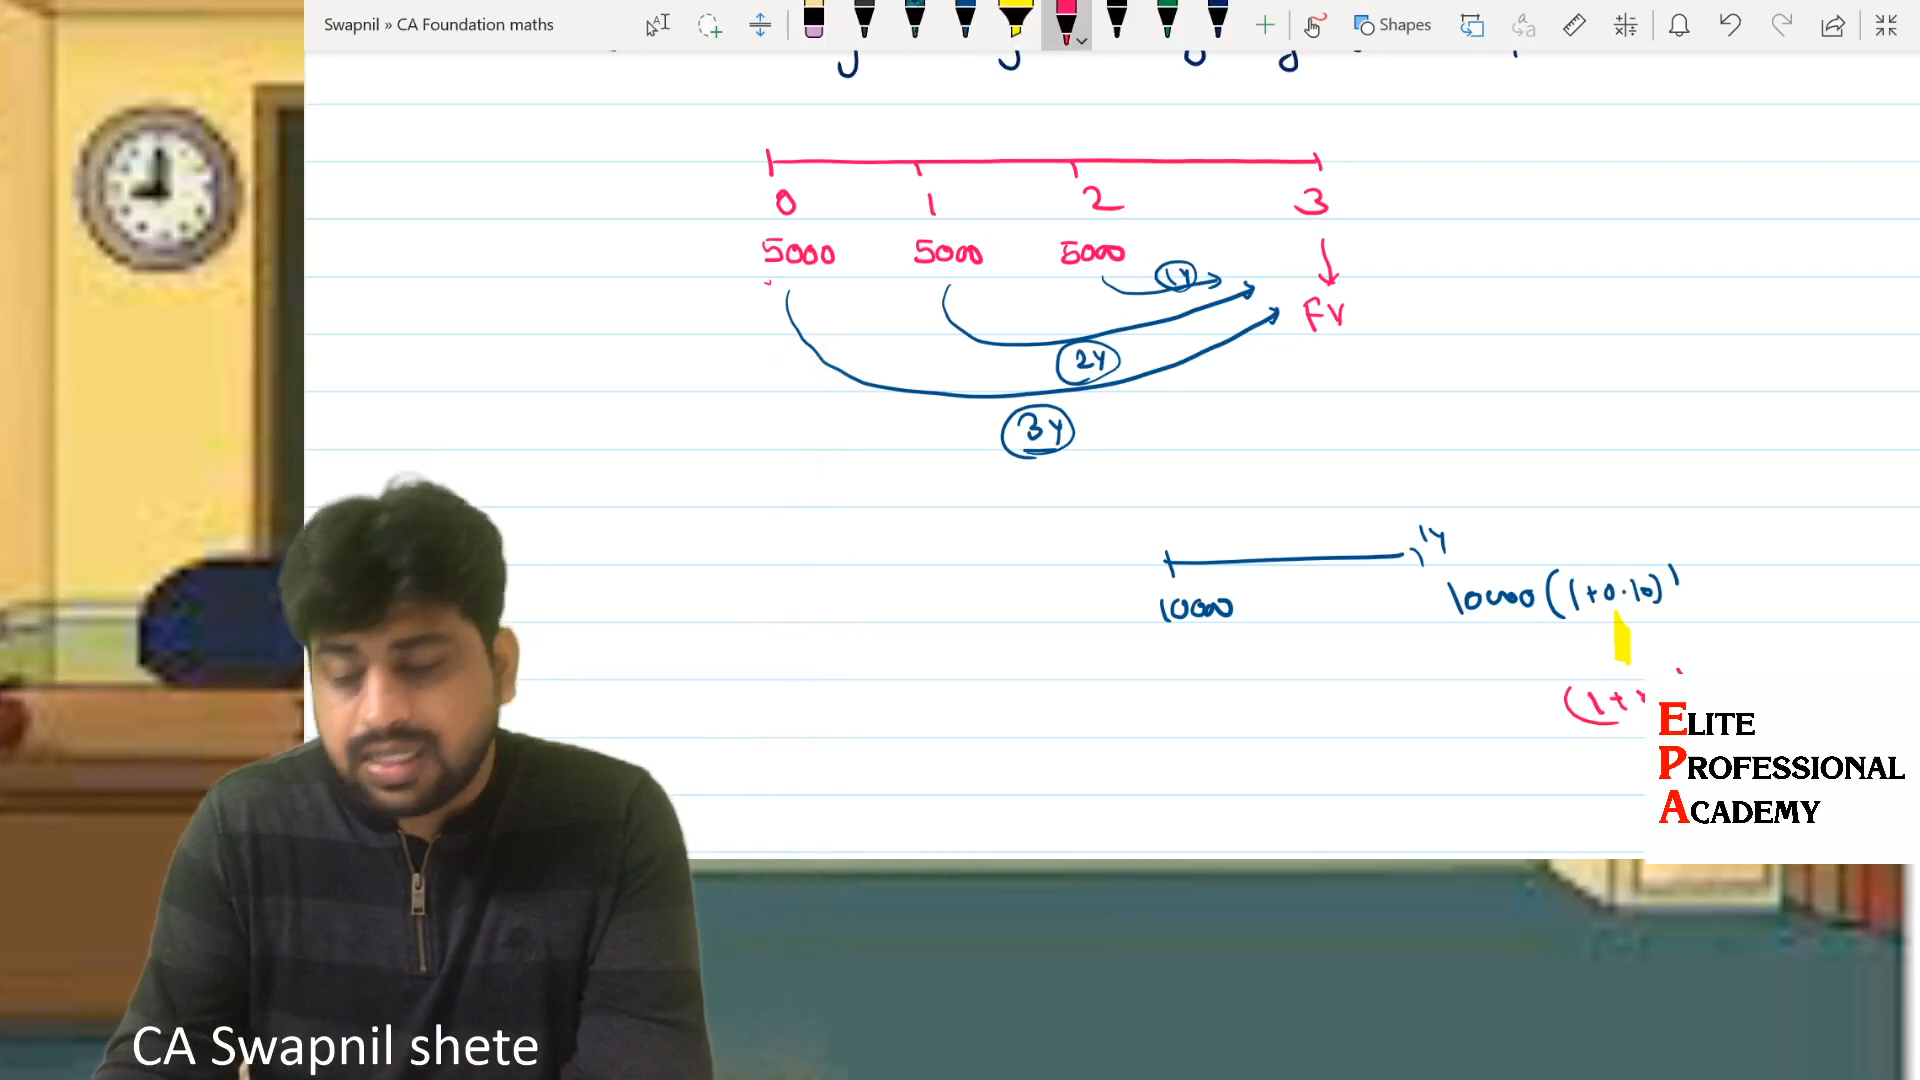 Swapnil » CA Foundation maths
Shapes
0 1 2 3
5000 5000 5000
1Y
FV
2Y
3Y
1Y
10000
10000 (1+0.10)¹
(1+
ELITE
PROFESSIONAL
ACADEMY
CA Swapnil shete